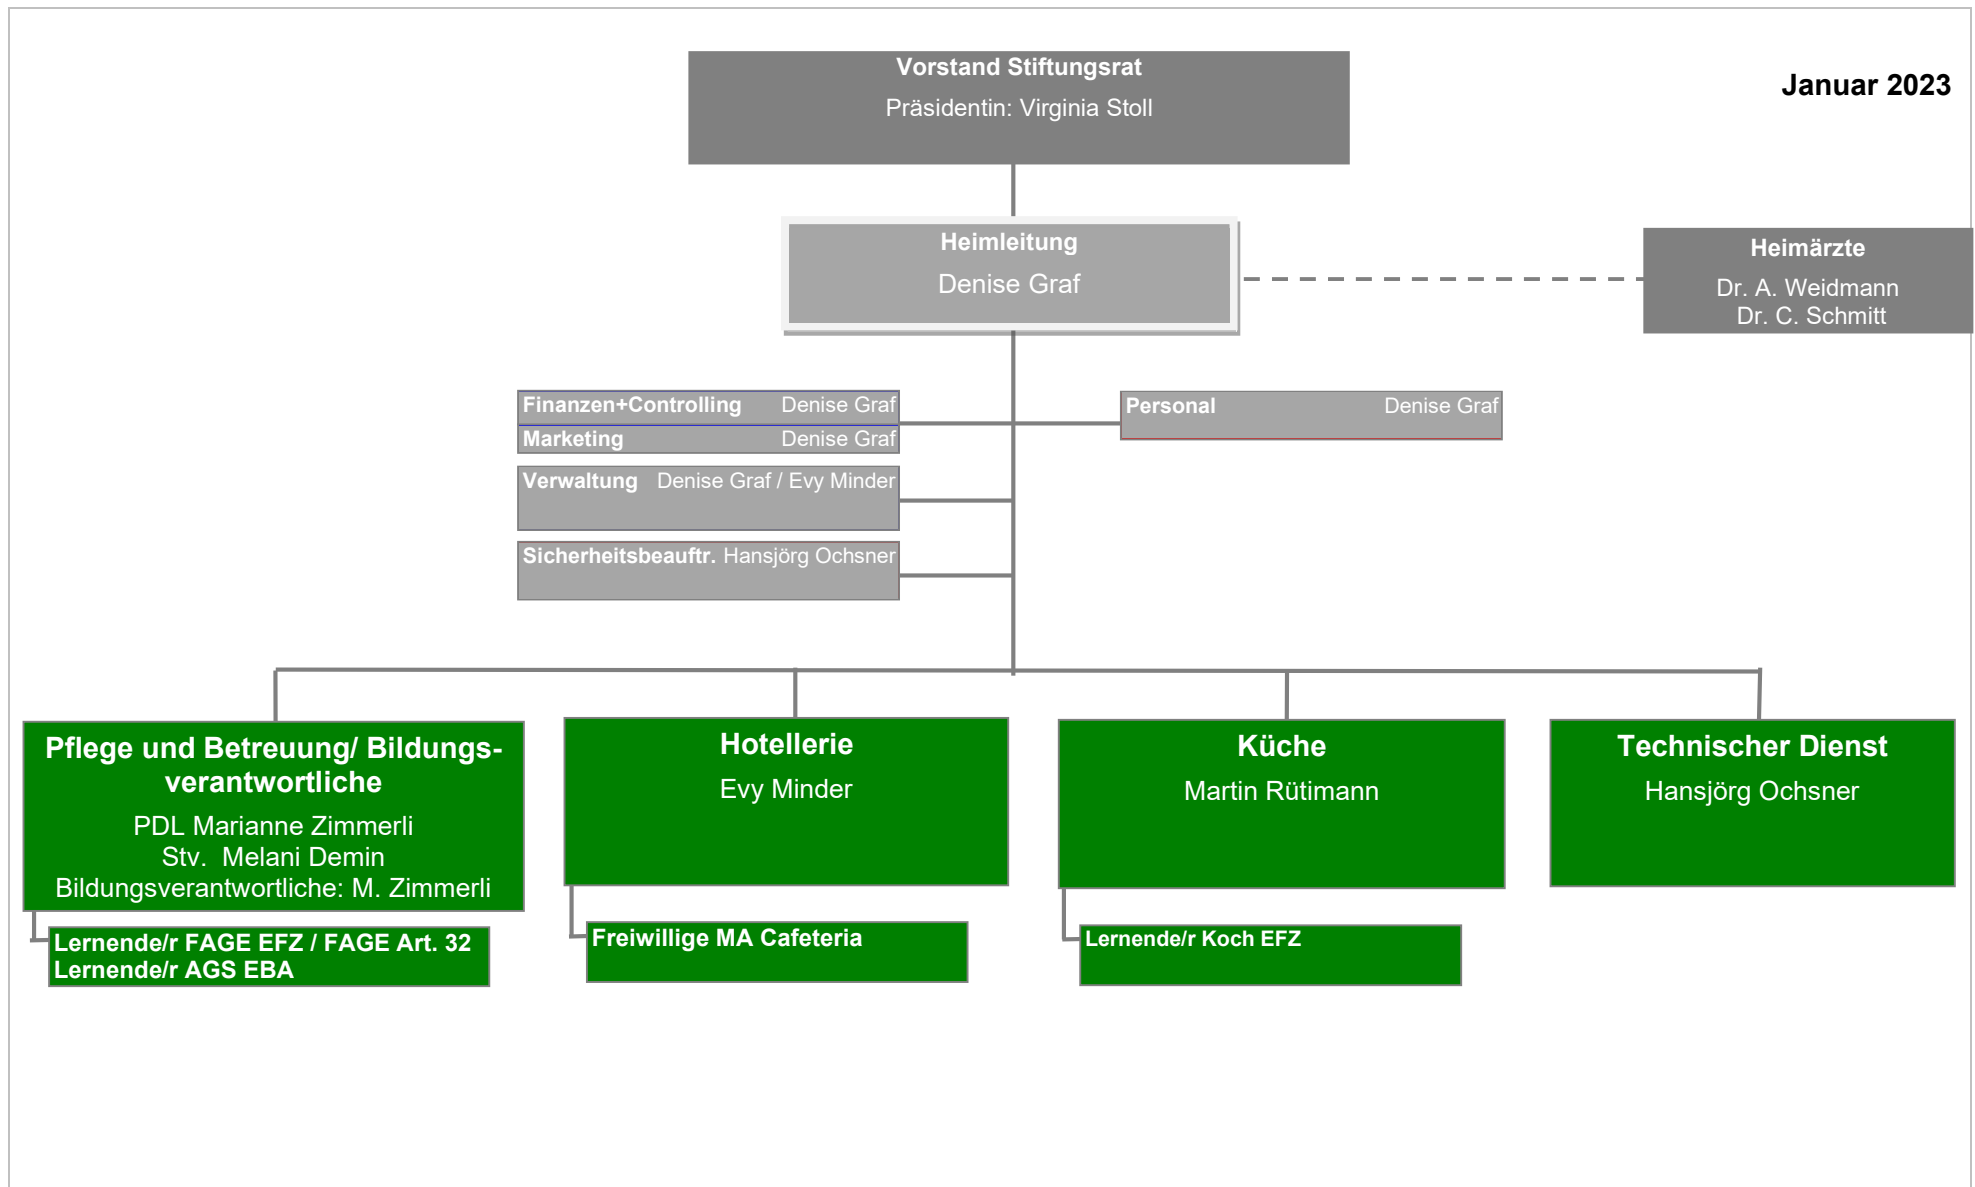 Vorstand Stiftungsrat
Präsidentin: Virginia Stoll
Januar 2023
Heimleitung
Denise Graf
Heimärzte
Dr. A. Weidmann
Dr. C. Schmitt
Finanzen+Controlling Denise Graf
Marketing Denise Graf
Personal Denise Graf
Verwaltung Denise Graf / Evy Minder
Sicherheitsbeauftr. Hansjörg Ochsner
Pflege und Betreuung/ Bildungs-
verantwortliche
PDL Marianne Zimmerli
Stv. Melani Demin
Bildungsverantwortliche: M. Zimmerli
Lernende/r FAGE EFZ / FAGE Art. 32
Lernende/r AGS EBA
Hotellerie
Evy Minder
Freiwillige MA Cafeteria
Küche
Martin Rütimann
Lernende/r Koch EFZ
Technischer Dienst
Hansjörg Ochsner